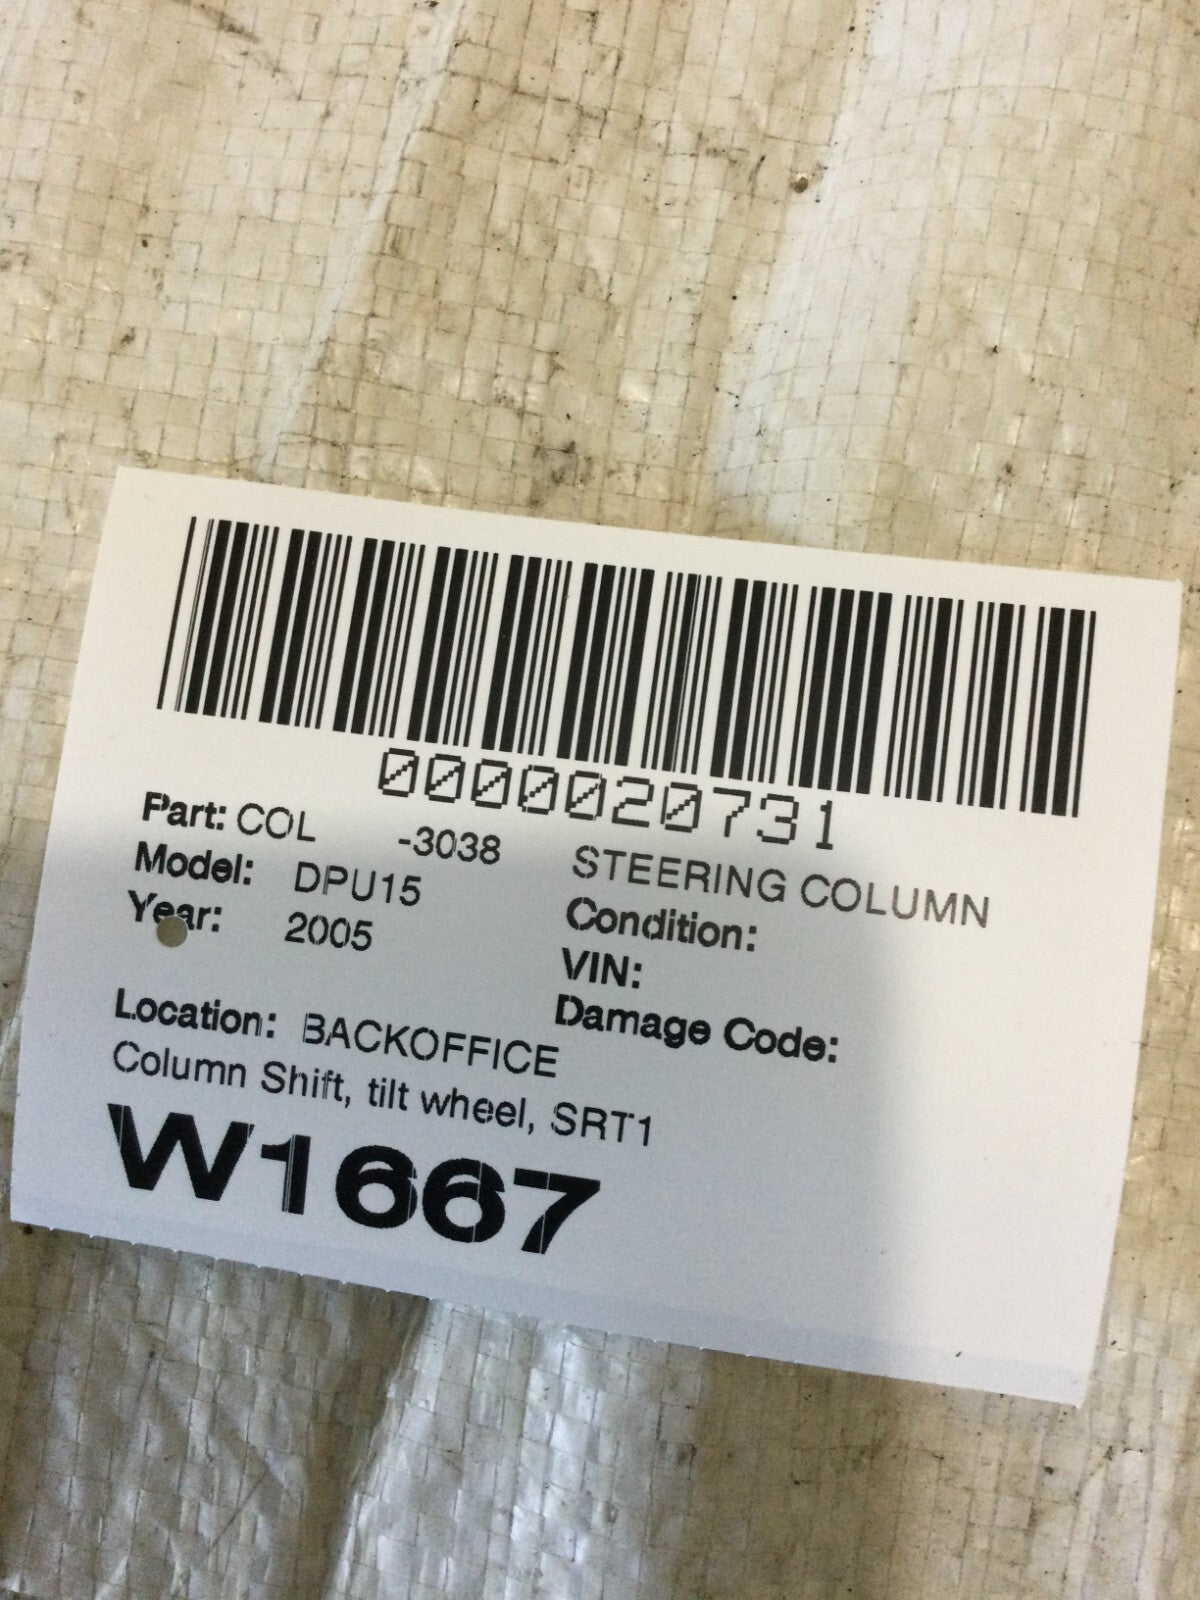 0000020731
Part: COL -3038 STEERING COLUMN
Model: DPU15 Condition:
Year: 2005 VIN:
Damage Code:
Location: BACKOFFICE
Column Shift, tilt wheel, SRT1
W1667